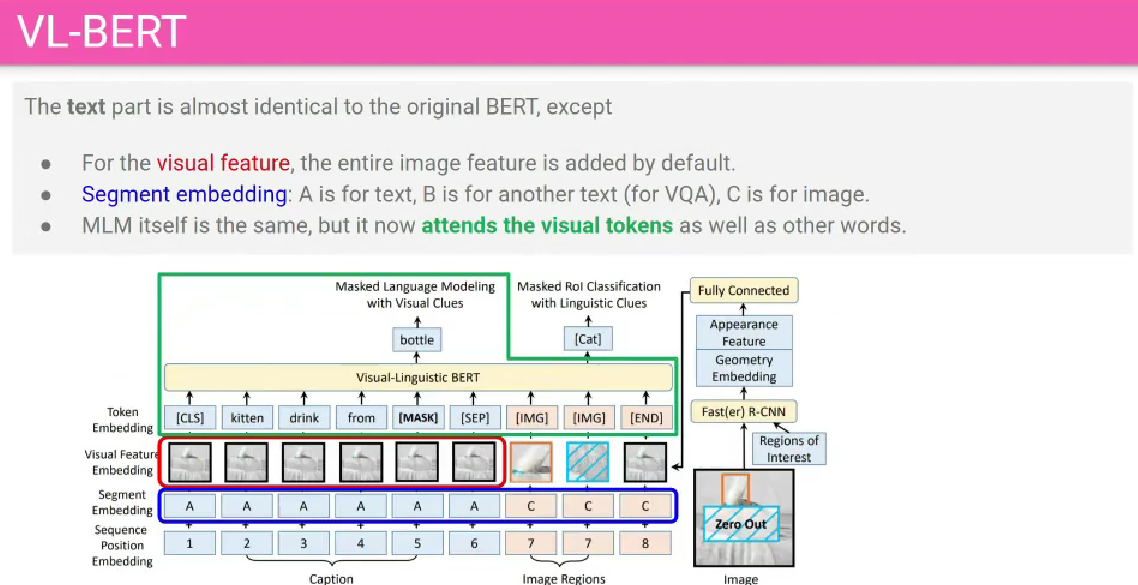 VL-BERT
The text part is almost identical to the original BERT, except
● For the visual feature, the entire image feature is added by default.
● Segment embedding: A is for text, B is for another text (for VQA), C is for image.
● MLM itself is the same, but it now attends the visual tokens as well as other words.
Masked Language Modeling
with Visual Clues
Masked RoI Classification
with Linguistic Clues
bottle
[Cat]
Visual-Linguistic BERT
Token
Embedding
[CLS] kitten drink from [MASK] [SEP] [IMG] [IMG] [END]
Visual Feature
Embedding
Segment
Embedding
A A A A A A C C C
Sequence
Position
Embedding
1 2 3 4 5 6 7 7 8
Caption
Image Regions
Fully Connected
Appearance
Feature
Geometry
Embedding
Fast(er) R-CNN
Regions of
Interest
Zero Out
Image